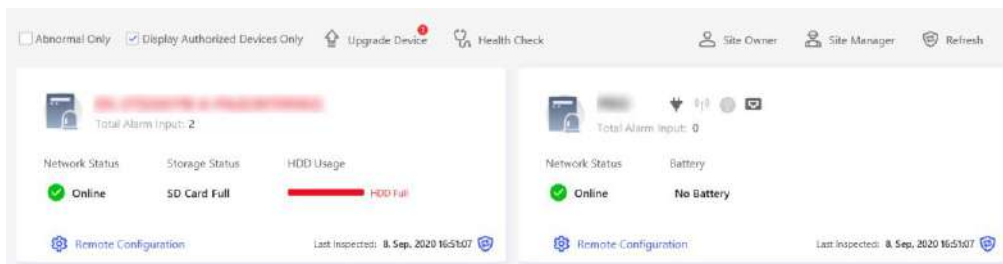 Abnormal Only Display Authorized Devices Only Upgrade Device Health Check Site Owner Site Manager Refresh
Total Alarm Input: 2
Network Status Storage Status HDD Usage
Online SD Card Full HDD Full
Remote Configuration Last Inspected: 8. Sep, 2020 16:51:07
Total Alarm Input: 0
Network Status Battery
Online No Battery
Remote Configuration Last Inspected: 8. Sep, 2020 16:51:07